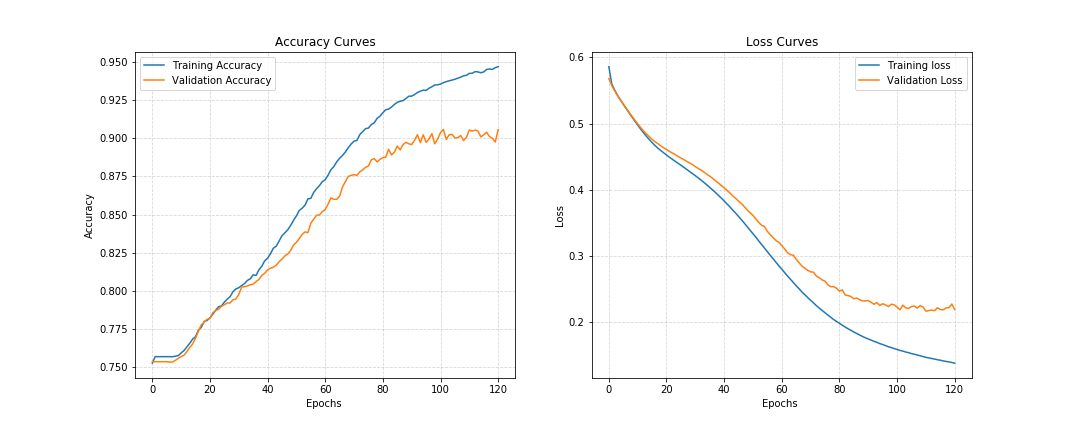 Accuracy Curves
Training Accuracy
Validation Accuracy
0.950
0.925
0.900
0.875
0.850
0.825
0.800
0.775
0.750
Accuracy
0 20 40 60 80 100 120
Epochs
Loss Curves
Training loss
Validation Loss
0.6
0.5
0.4
0.3
0.2
Loss
0 20 40 60 80 100 120
Epochs